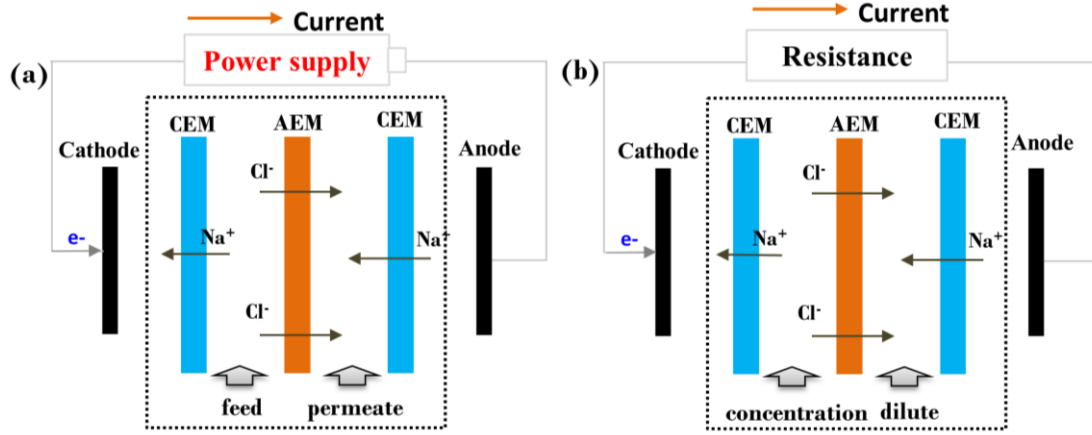 Current
(a)
Power supply
CEM
AEM
CEM
Cathode
Anode
Cl-
e-
Na+
Na+
Cl-
feed
permeate
Current
(b)
Resistance
CEM
AEM
CEM
Cathode
Anode
Cl-
e-
Na+
Na+
Cl-
concentration
dilute